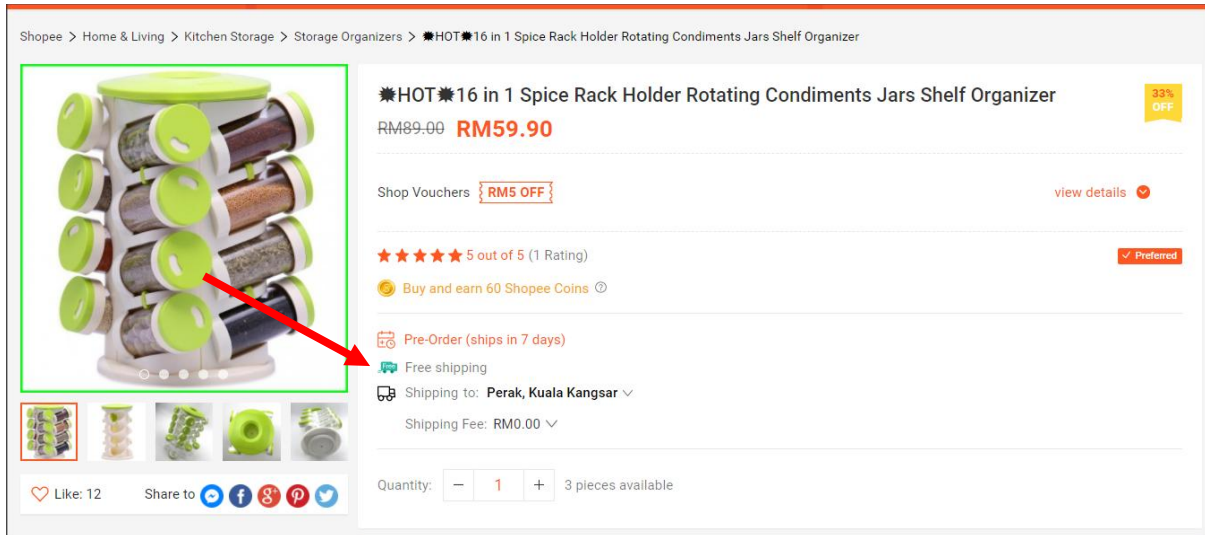 Shopee > Home & Living > Kitchen Storage > Storage Organizers > ✹HOT✹16 in 1 Spice Rack Holder Rotating Condiments Jars Shelf Organizer
✹HOT✹16 in 1 Spice Rack Holder Rotating Condiments Jars Shelf Organizer
33%
OFF
RM89.00 RM59.90
Shop Vouchers RM5 OFF view details
5 out of 5 (1 Rating) ✓ Preferred
Buy and earn 60 Shopee Coins ?
Pre-Order (ships in 7 days)
Free shipping
Shipping to: Perak, Kuala Kangsar
Shipping Fee: RM0.00
Quantity: − 1 + 3 pieces available
Like: 12 Share to